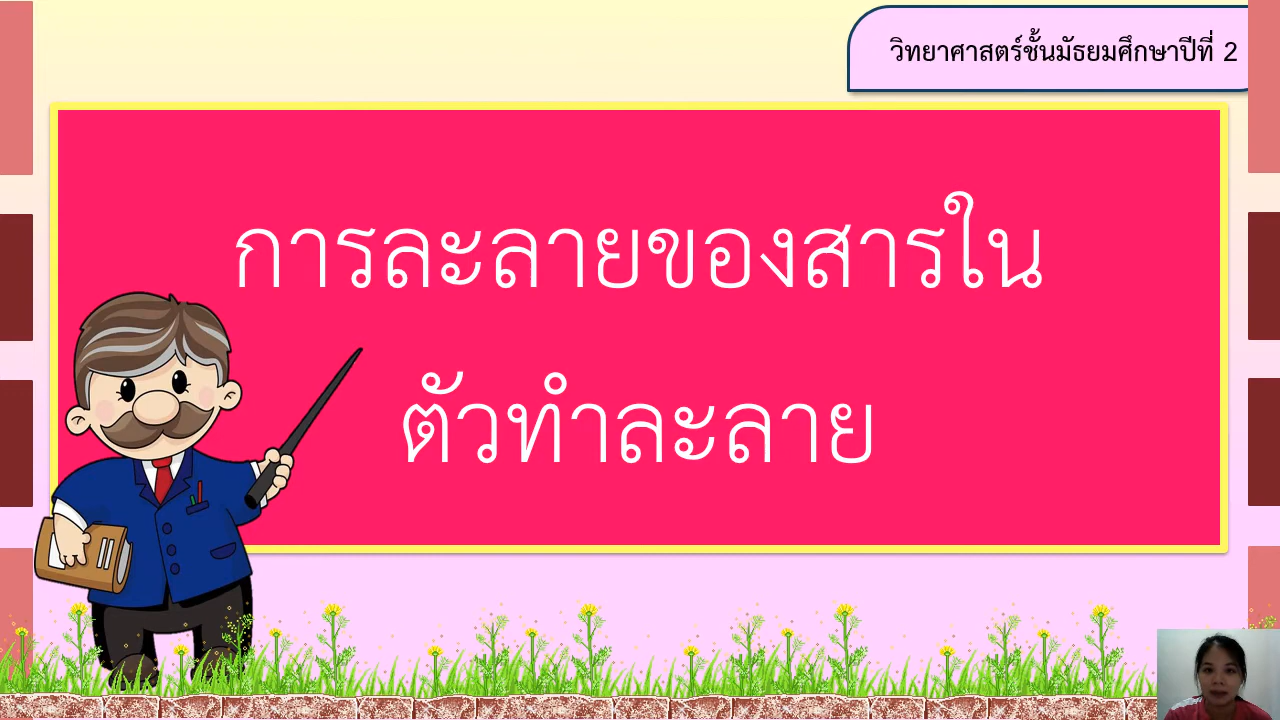 วิทยาศาสตร์ชั้นมัธยมศึกษาปีที่ 2
การละลายของสารใน
ตัวทำละลาย